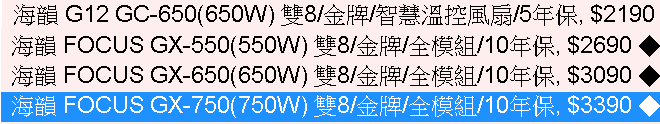 海韻 G12 GC-650(650W) 雙8/金牌/智慧溫控風扇/5年保, $2190
海韻 FOCUS GX-550(550W) 雙8/金牌/全模組/10年保, $2690 ◆
海韻 FOCUS GX-650(650W) 雙8/金牌/全模組/10年保, $3090 ◆
海韻 FOCUS GX-750(750W) 雙8/金牌/全模組/10年保, $3390 ◆